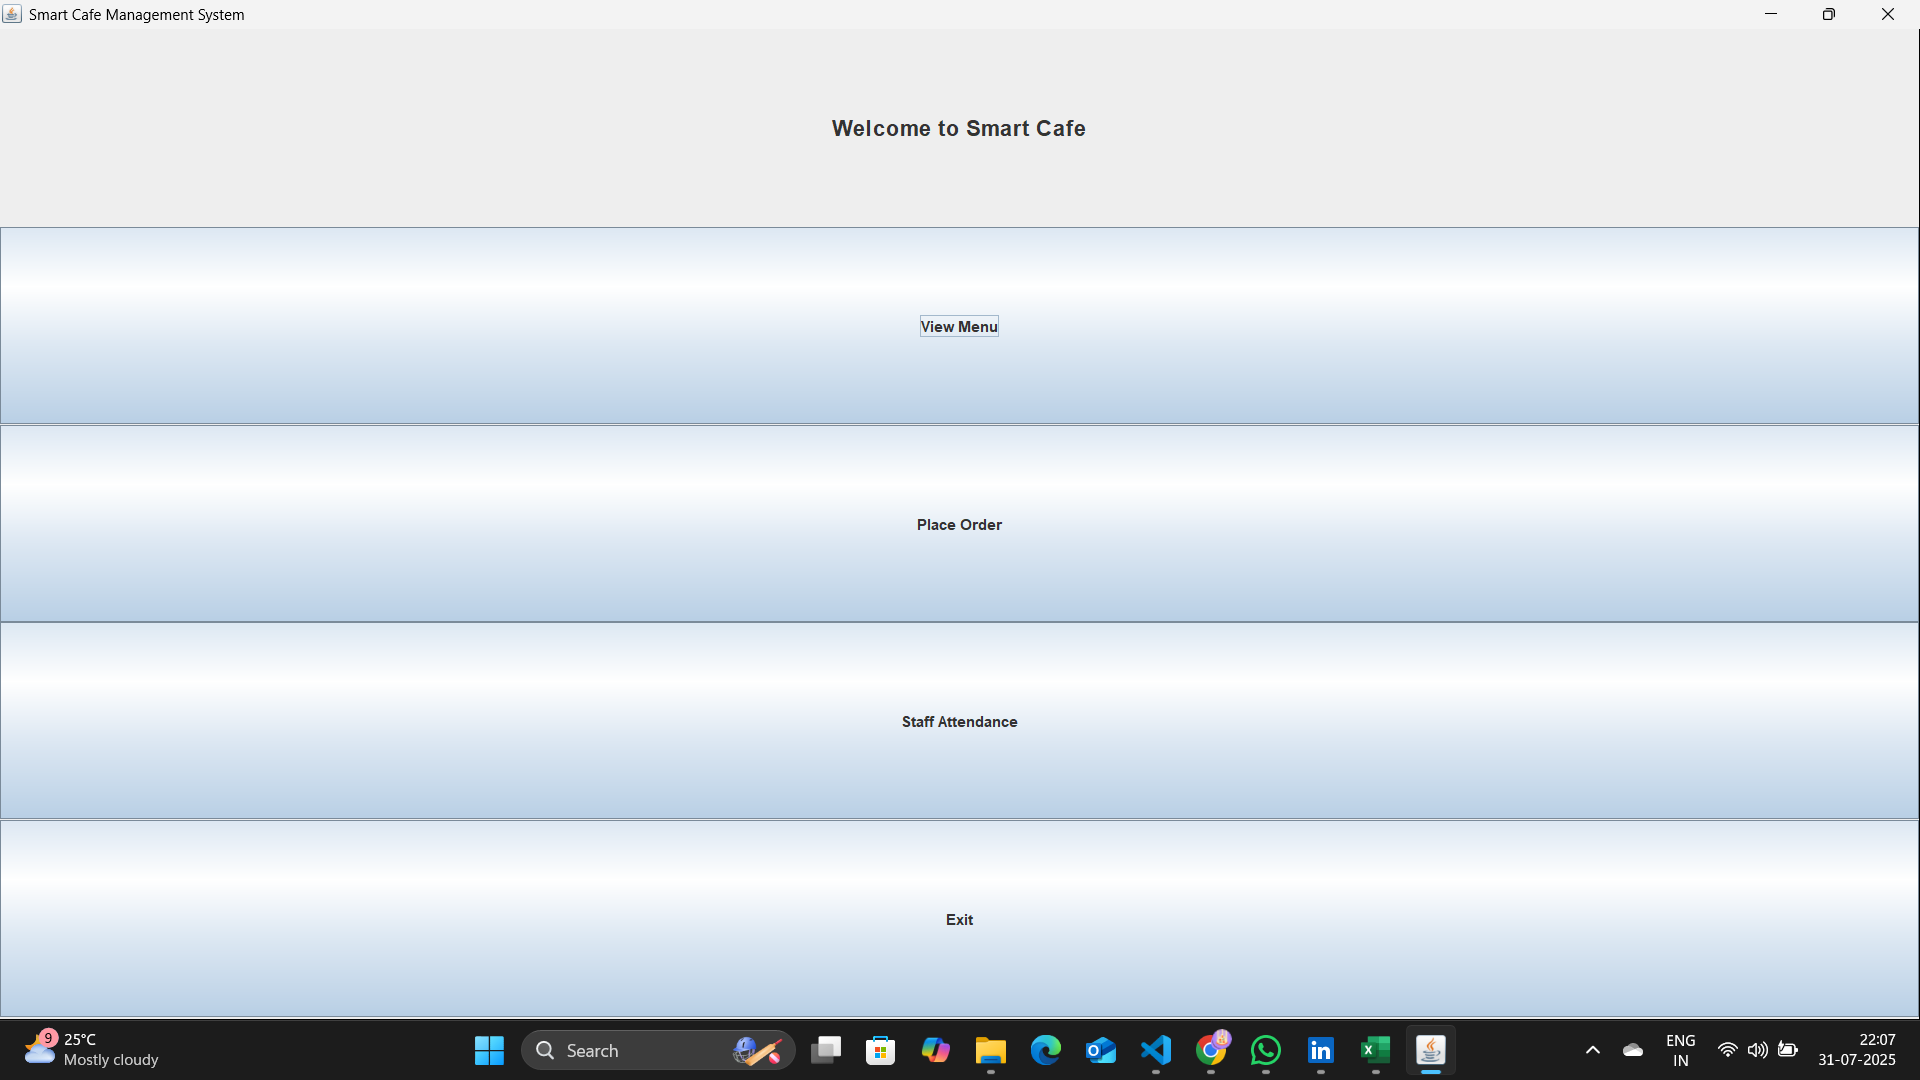 Smart Cafe Management System
Welcome to Smart Cafe
View Menu
Place Order
Staff Attendance
Exit
9
25°C
Mostly cloudy
Search
ENG
IN
22:07
31-07-2025